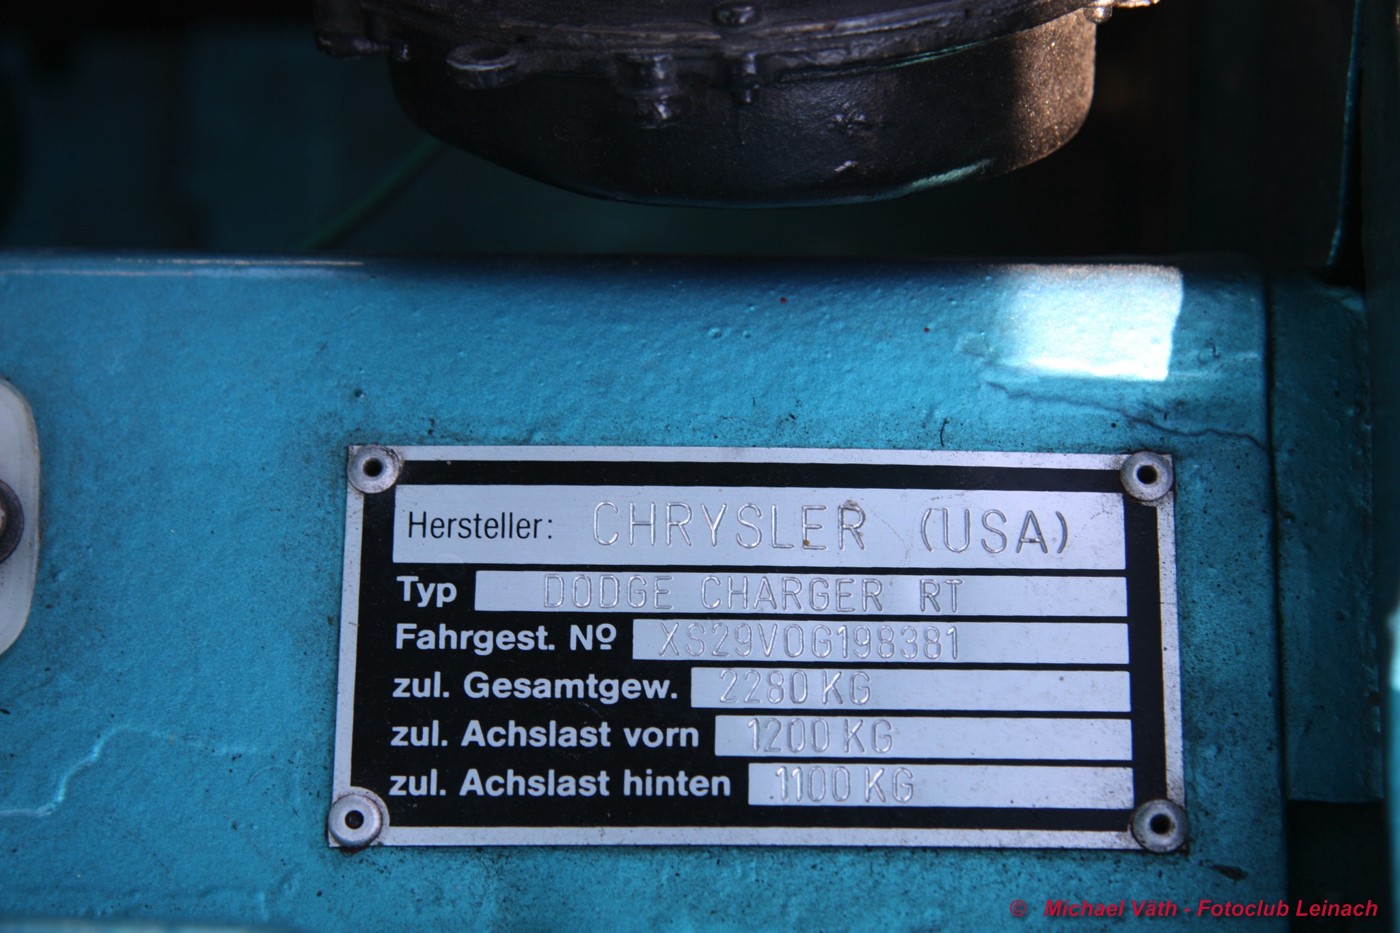 Hersteller: CHRYSLER (USA)
Typ DODGE CHARGER RT
Fahrgest. Nº XS29V0G198381
zul. Gesamtgew. 2280 KG
zul. Achslast vorn 1200 KG
zul. Achslast hinten 1100 KG
© Michael Väth - Fotoclub Leinach